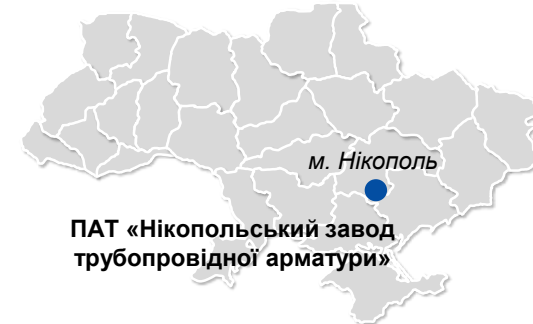 м. Нікополь
ПАТ «Нікопольський завод
трубопровідної арматури»